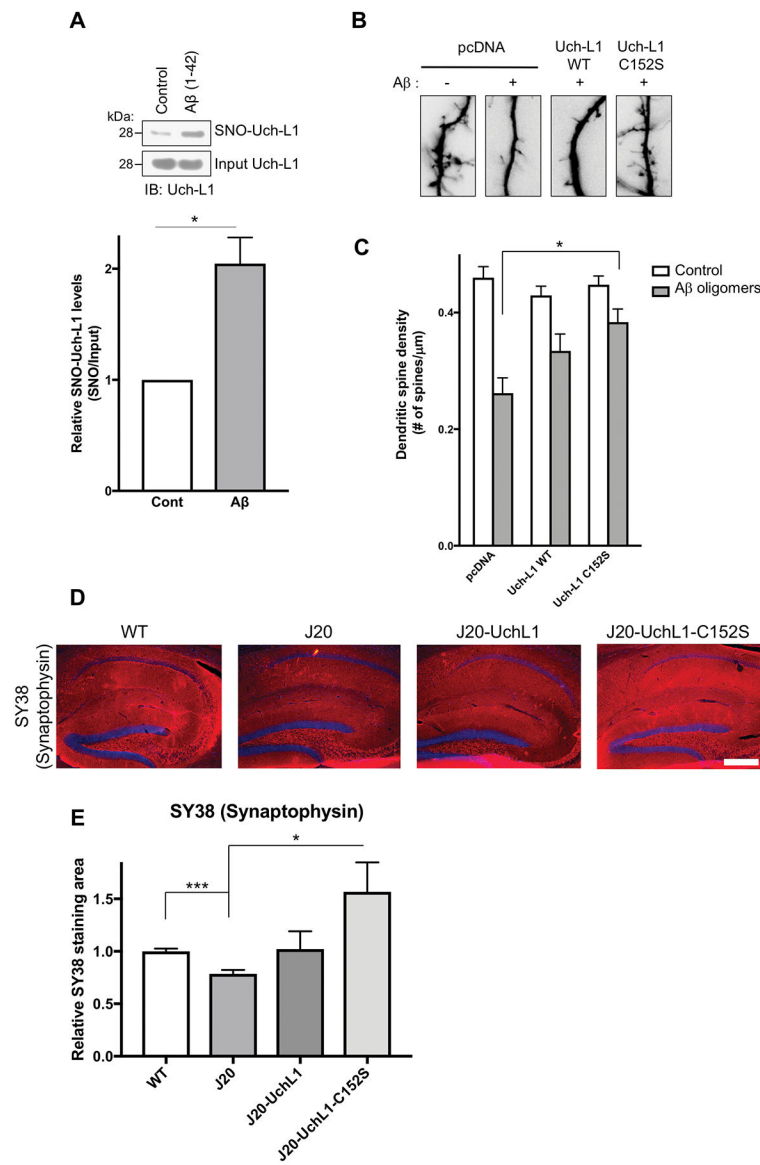 A
Control
Aβ (1-42)
kDa:
28
SNO-Uch-L1
28
Input Uch-L1
IB: Uch-L1
*
Relative SNO-Uch-L1 levels
(SNO/Input)
2
1
0
Cont
Aβ
B
pcDNA
Uch-L1
WT
Uch-L1
C152S
Aβ :
-
+
+
+
C
*
Control
Aβ oligomers
Dendritic spine density
(# of spines/μm)
0.4
0.2
0.0
pcDNA
Uch-L1 WT
Uch-L1 C152S
D
WT
J20
J20-UchL1
J20-UchL1-C152S
SY38
(Synaptophysin)
E
SY38 (Synaptophysin)
*
***
Relative SY38 staining area
1.5
1.0
0.5
0.0
WT
J20
J20-UchL1
J20-UchL1-C152S